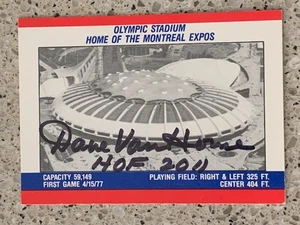 OLYMPIC STADIUM
HOME OF THE MONTREAL EXPOS
Dave Van Horne
HOF 2011
CAPACITY 59,149
FIRST GAME 4/15/77
PLAYING FIELD: RIGHT & LEFT 325 FT.
CENTER 404 FT.